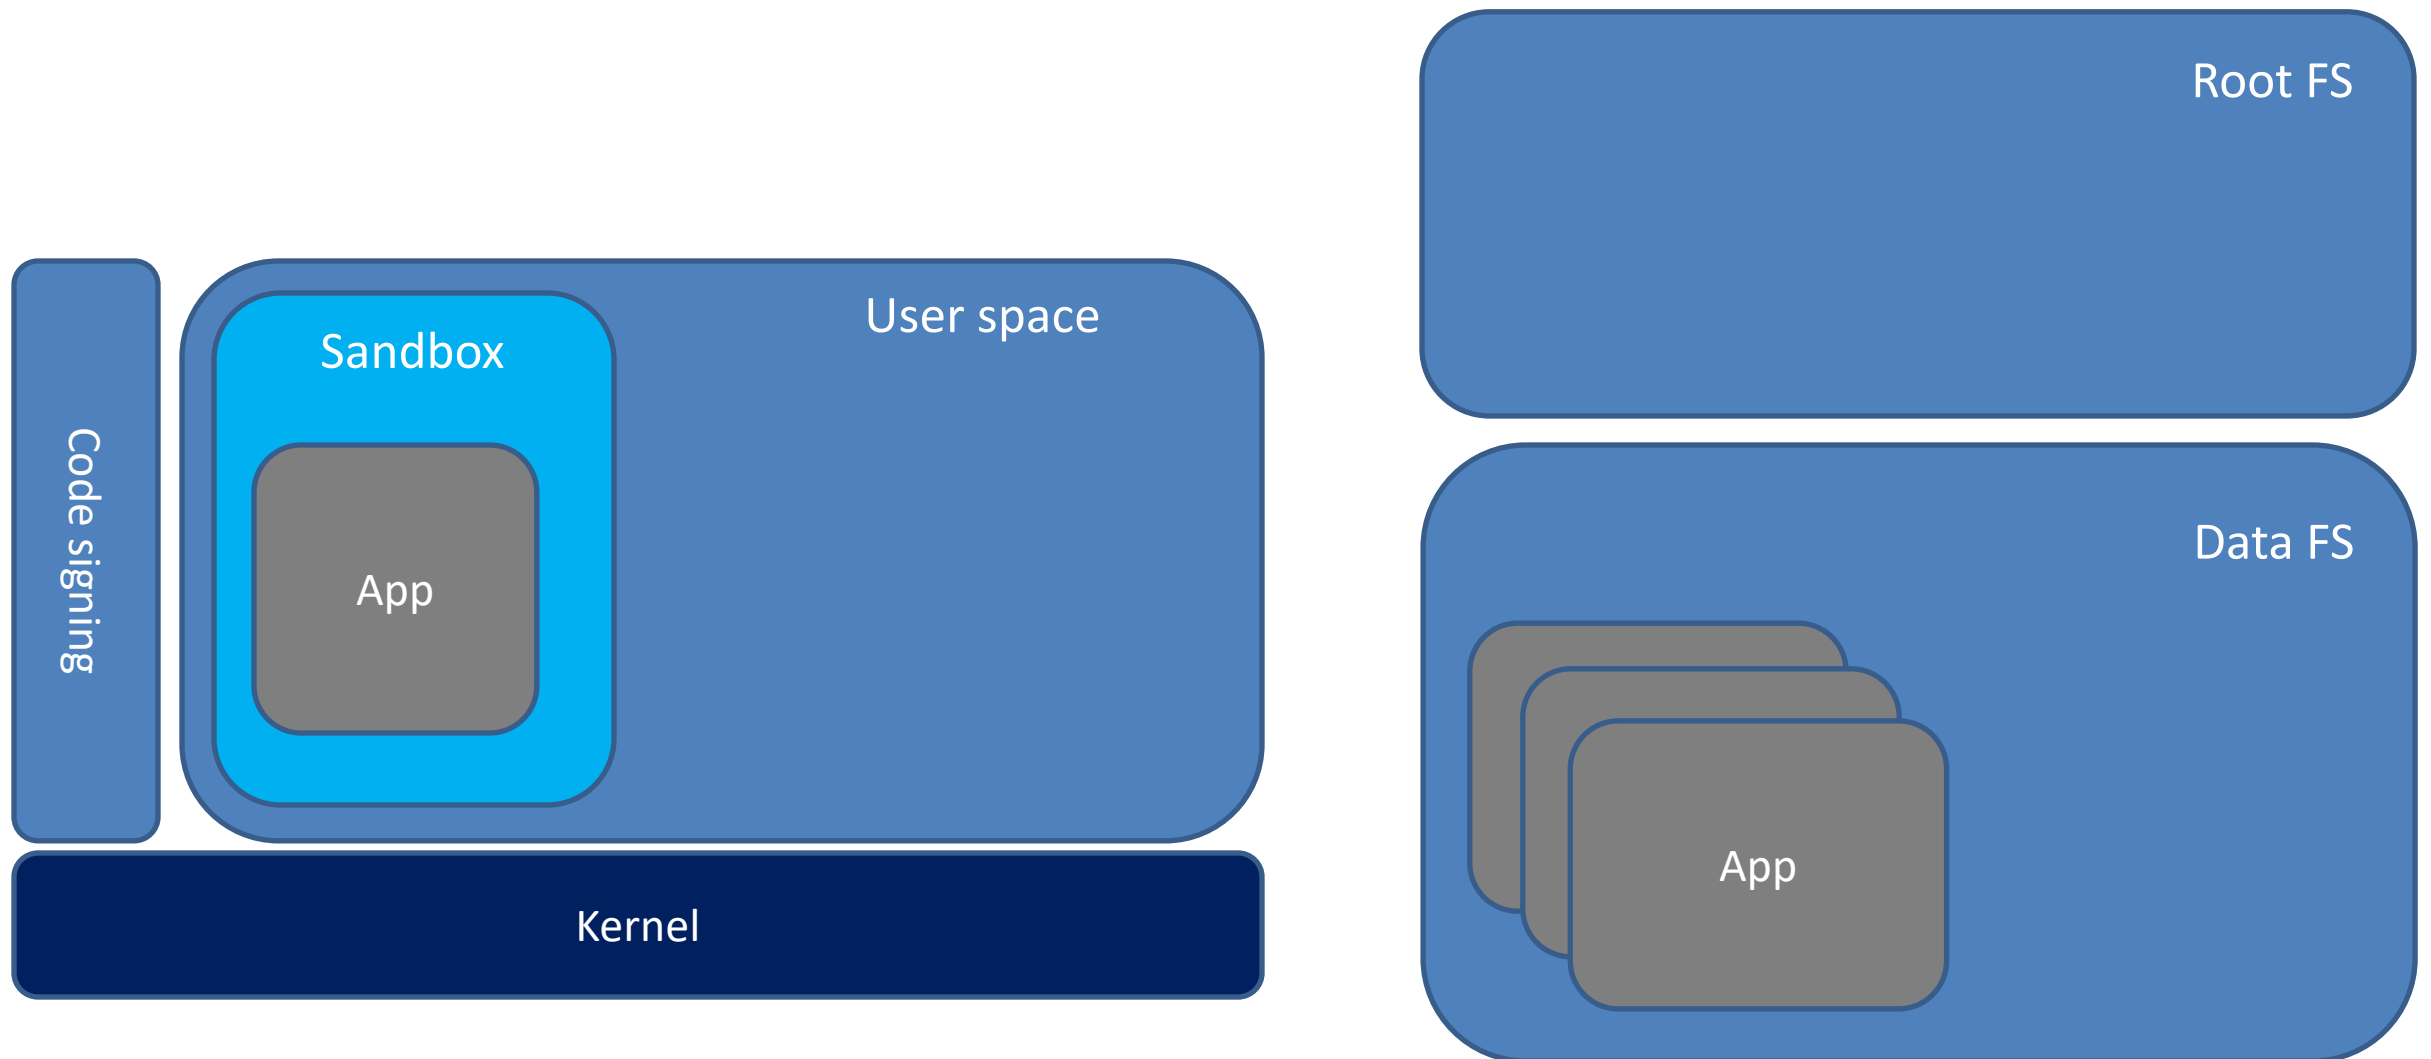 Code signing
User space
Sandbox
App
Kernel
Root FS
Data FS
App